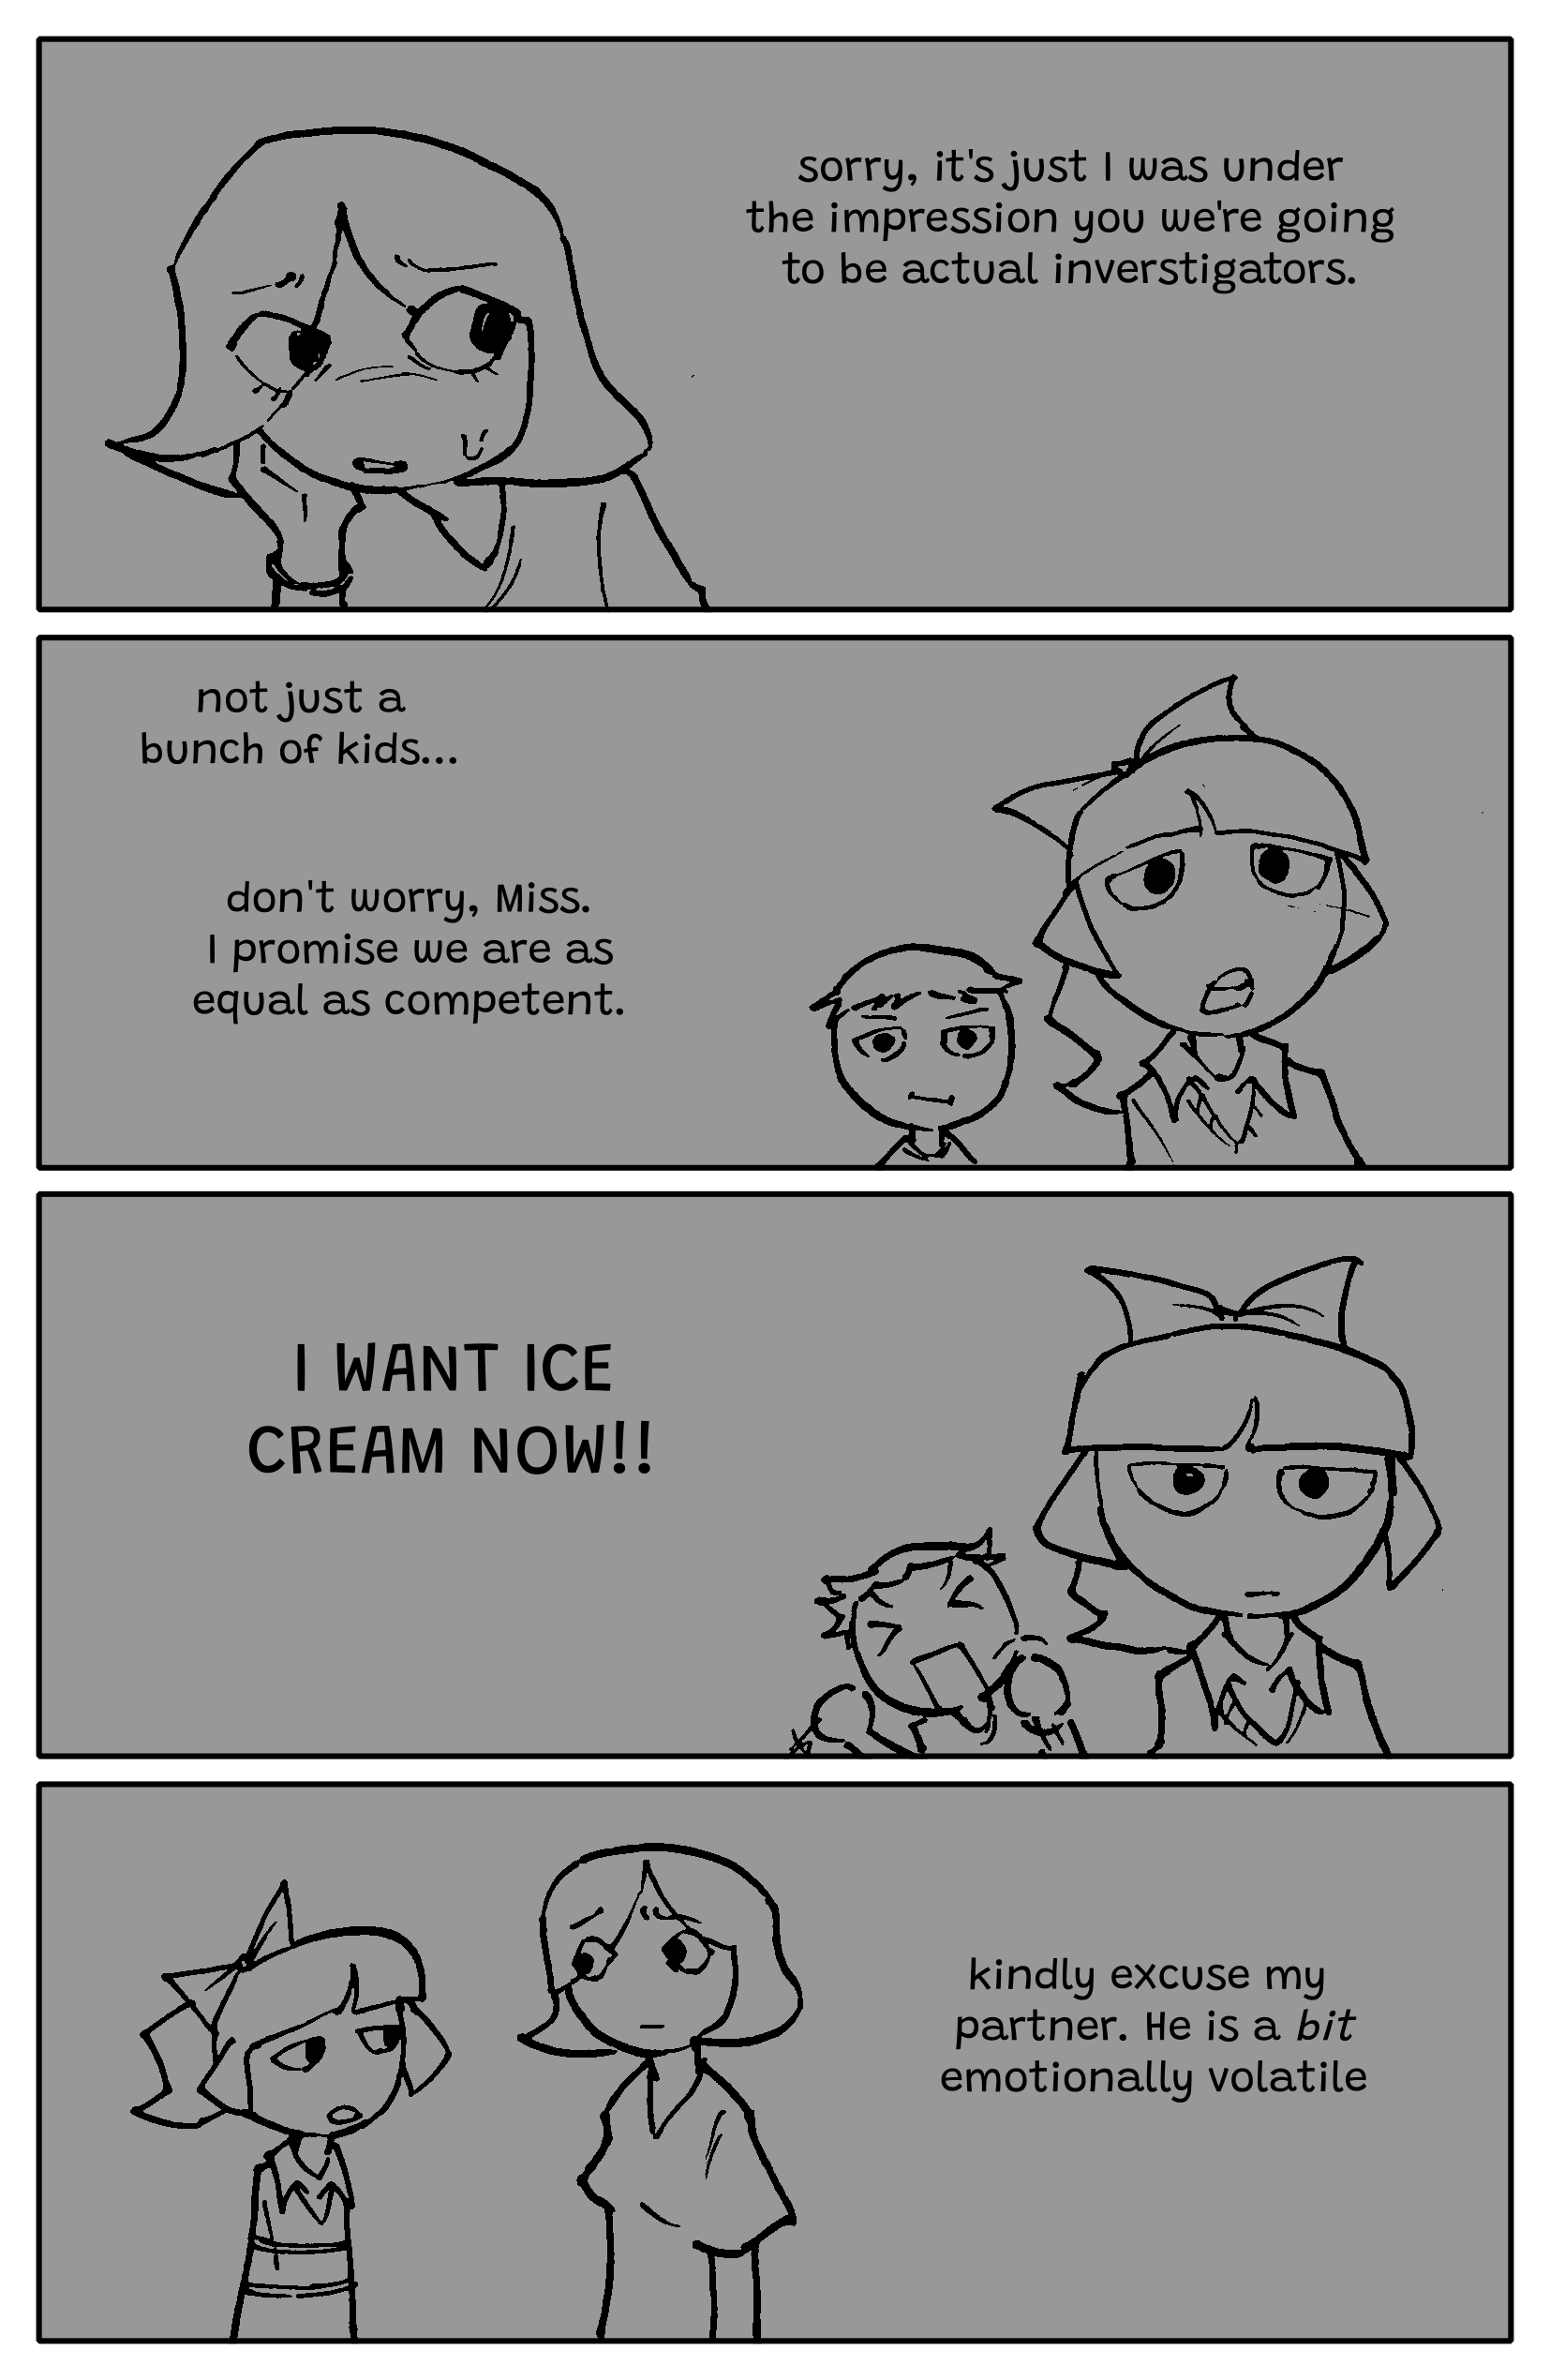 sorry, it's just I was under
the impression you we're going
to be actual inverstigators.
not just a
bunch of kids...
don't worry, Miss.
I promise we are as
equal as competent.
I WANT ICE
CREAM NOW!!
kindly excuse my
partner. He is a bit
emotionally volatile